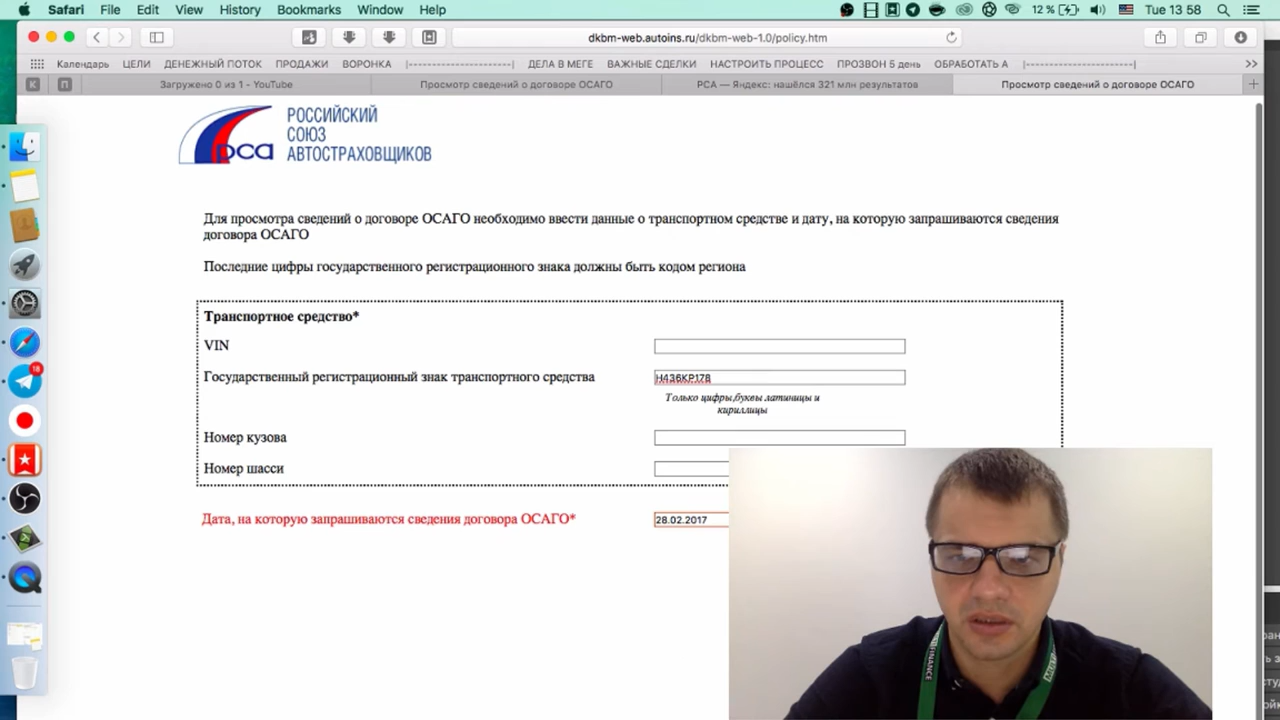 Safari File Edit View History Bookmarks Window Help 12 % Tue 13 58
dkbm-web.autoins.ru/dkbm-web-1.0/policy.htm
Календарь ЦЕЛИ ДЕНЕЖНЫЙ ПОТОК ПРОДАЖИ ВОРОНКА |--------------------| ДЕЛА В МЕГЕ ВАЖНЫЕ СДЕЛКИ НАСТРОИТЬ ПРОЦЕСС ПРОЗВОН 5 день ОБРАБОТАТЬ А |--------------------| >>
К П Загружено 0 из 1 - YouTube Просмотр сведений о договоре ОСАГО РСА — Яндекс: нашёлся 321 млн результатов Просмотр сведений о договоре ОСАГО
рса
РОССИЙСКИЙ
СОЮЗ
АВТОСТРАХОВЩИКОВ
Для просмотра сведений о договоре ОСАГО необходимо ввести данные о транспортном средстве и дату, на которую запрашиваются сведения
договора ОСАГО
Последние цифры государственного регистрационного знака должны быть кодом региона
Транспортное средство*
VIN
Государственный регистрационный знак транспортного средства Н436КР178
Только цифры,буквы латиницы и
кириллицы
Номер кузова
Номер шасси
Дата, на которую запрашиваются сведения договора ОСАГО* 28.02.2017
18
FINANCE
MULTI